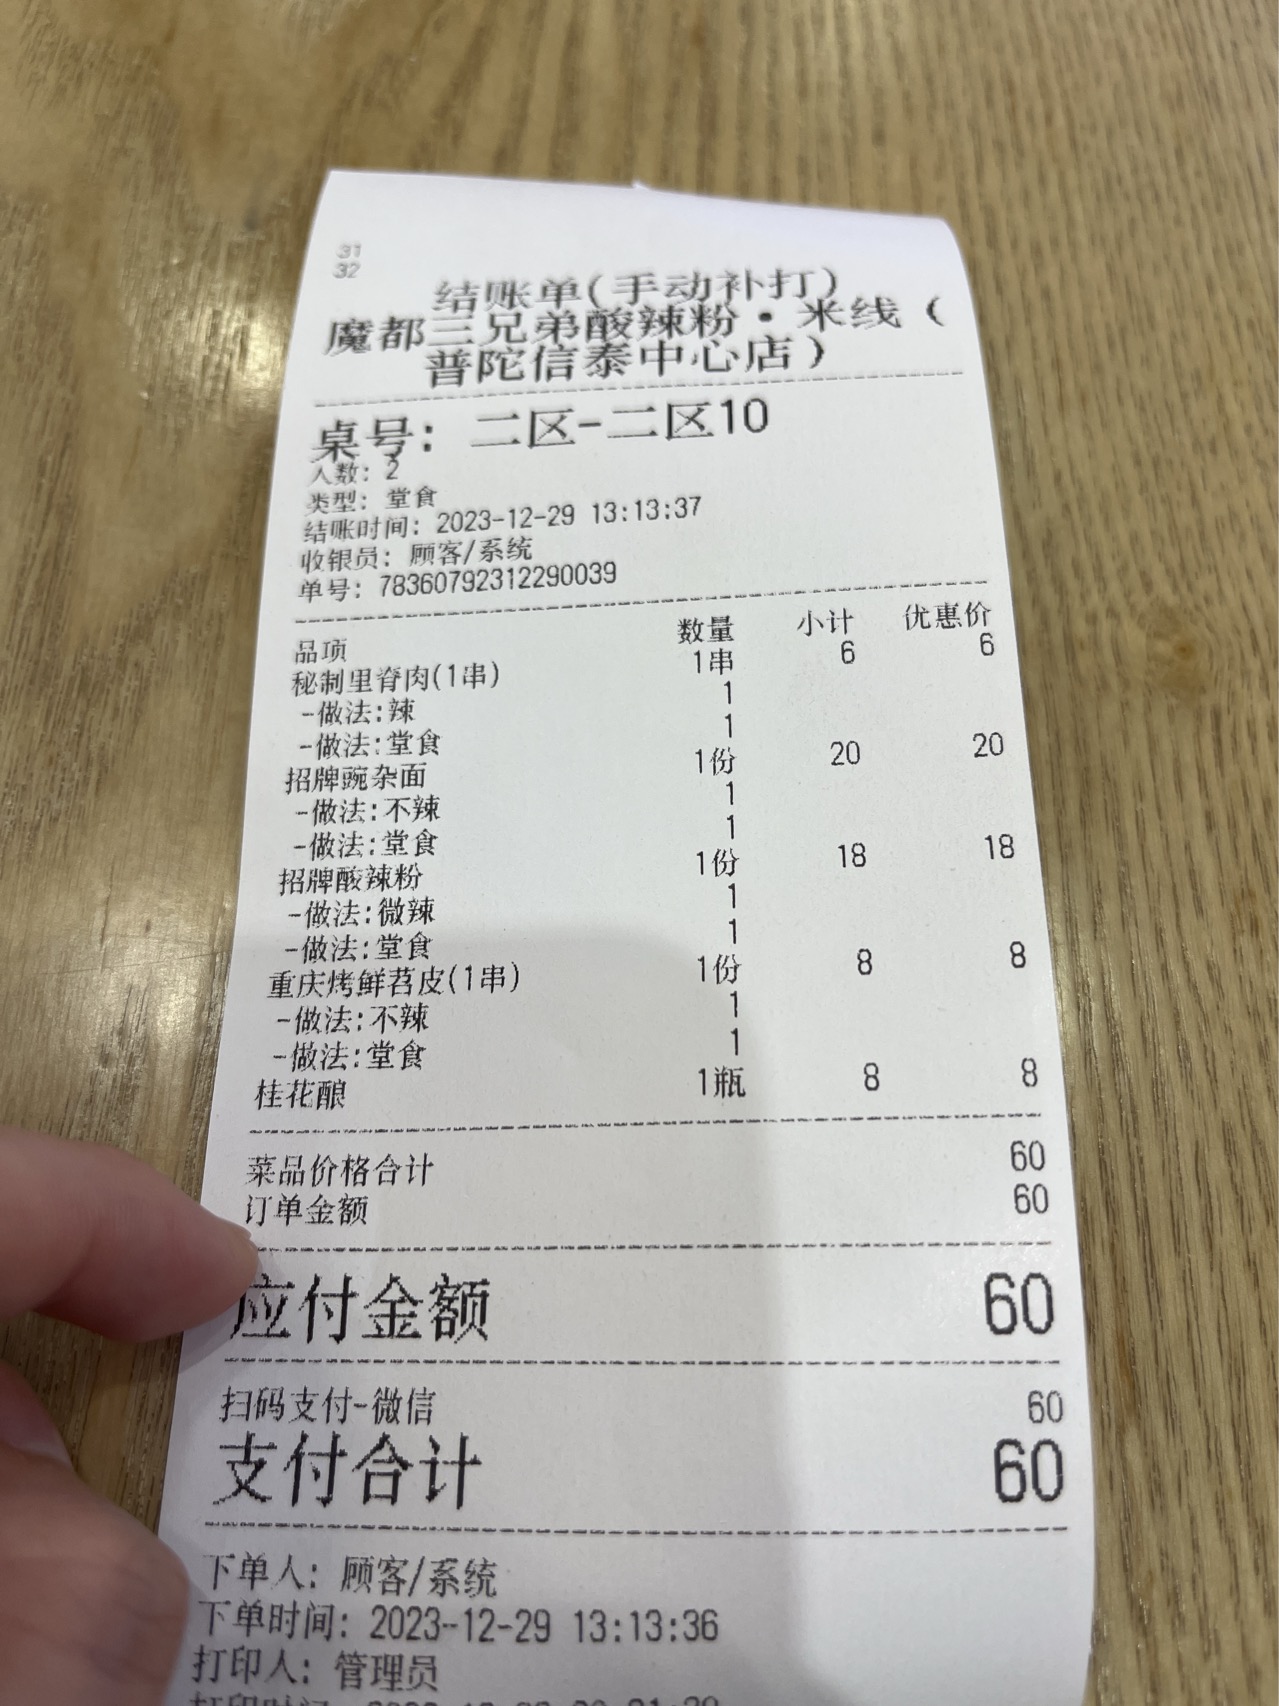 31
32
结账单(手动补打)
魔都三兄弟酸辣粉·米线(
普陀信泰中心店)
桌号: 二区-二区10
人数: 2
类型: 堂食
结账时间: 2023-12-29 13:13:37
收银员: 顾客/系统
单号: 78360792312290039
品项 数量 小计 优惠价
秘制里脊肉(1串) 1串 6 6
-做法:辣 1
-做法:堂食 1
招牌豌杂面 1份 20 20
-做法:不辣 1
-做法:堂食 1
招牌酸辣粉 1份 18 18
-做法:微辣 1
-做法:堂食 1
重庆烤鲜苕皮(1串) 1份 8 8
-做法:不辣 1
-做法:堂食 1
桂花酿 1瓶 8 8
菜品价格合计 60
订单金额 60
应付金额 60
扫码支付-微信 60
支付合计 60
下单人: 顾客/系统
下单时间: 2023-12-29 13:13:36
打印人: 管理员
打印时间: